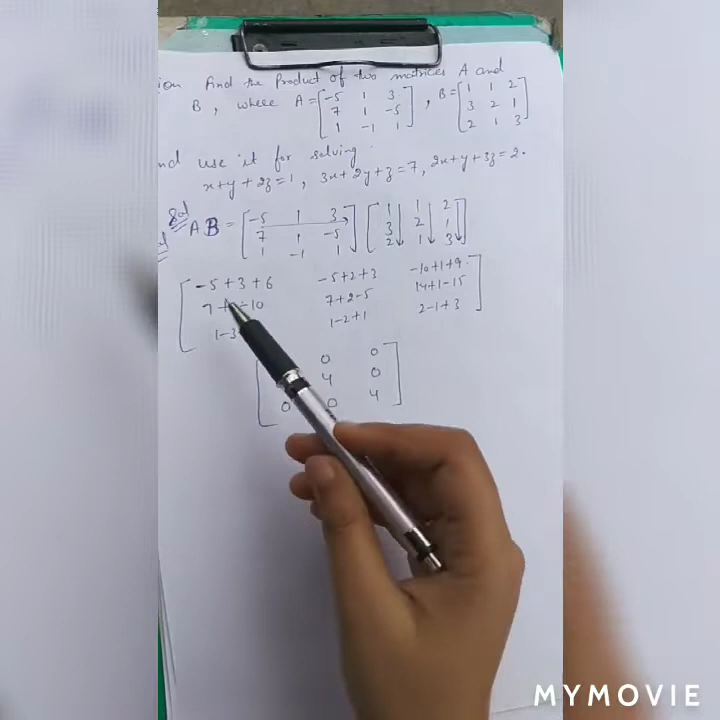 Find the Product of two matrices A and
B, where A = [-5 1 3 , B = [1 1 2
7 1 -5 3 2 1
1 -1 1] 2 1 3]
use it for solving.
x+y+2z=1, 3x+2y+z=7, 2x+y+3z=2.
Sol
AB = [-5 1 3 [1 1 2
7 1 -5 3 2 1
1 -1 1] 2 1 3]
[-5+3+6 -5+2+3 -10+1+9
7+ -10 7+2-5 14+1-15
1-3 1-2+1 2-1+3]
[ 0 0
4 0
0 0 4]
MYMOVIE